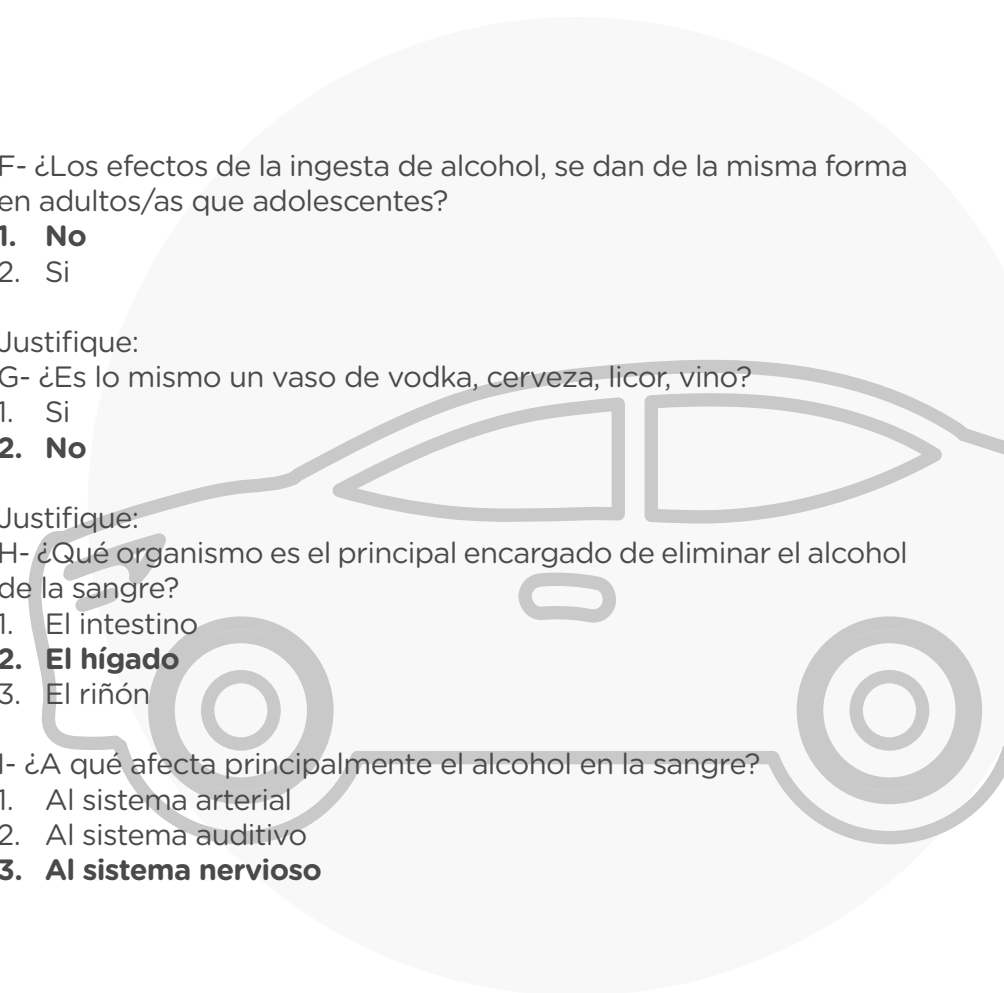 F- ¿Los efectos de la ingesta de alcohol, se dan de la misma forma
en adultos/as que adolescentes?
1. No
2. Si
Justifique:
G- ¿Es lo mismo un vaso de vodka, cerveza, licor, vino?
1. Si
2. No
Justifique:
H- ¿Qué organismo es el principal encargado de eliminar el alcohol
de la sangre?
1. El intestino
2. El hígado
3. El riñón
I- ¿A qué afecta principalmente el alcohol en la sangre?
1. Al sistema arterial
2. Al sistema auditivo
3. Al sistema nervioso